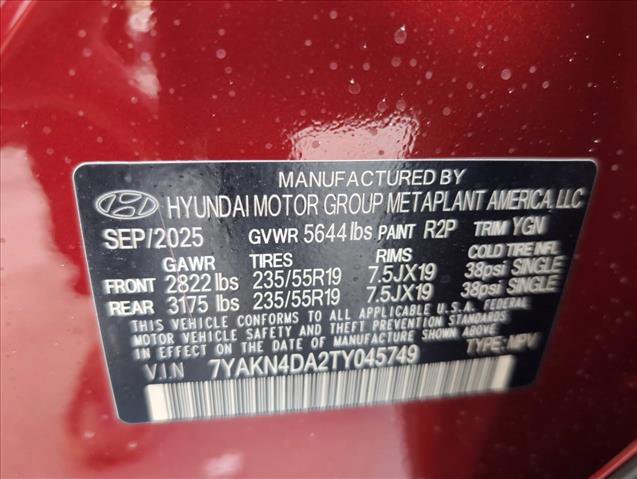 MANUFACTURED BY
HYUNDAI MOTOR GROUP METAPLANT AMERICA, LLC
SEP/2025 GVWR 5644 lbs PAINT R2P TRIM YGN
GAWR TIRES RIMS COLD TIRE INFL
FRONT 2822 lbs 235/55R19 7.5JX19 38psi SINGLE
REAR 3175 lbs 235/55R19 7.5JX19 38psi SINGLE
THIS VEHICLE CONFORMS TO ALL APPLICABLE U.S.A. FEDERAL
MOTOR VEHICLE SAFETY AND THEFT PREVENTION STANDARDS
IN EFFECT ON THE DATE OF MANUFACTURE SHOWN ABOVE.
V.I.N 7YAKN4DA2TY045749 TYPE: MPV